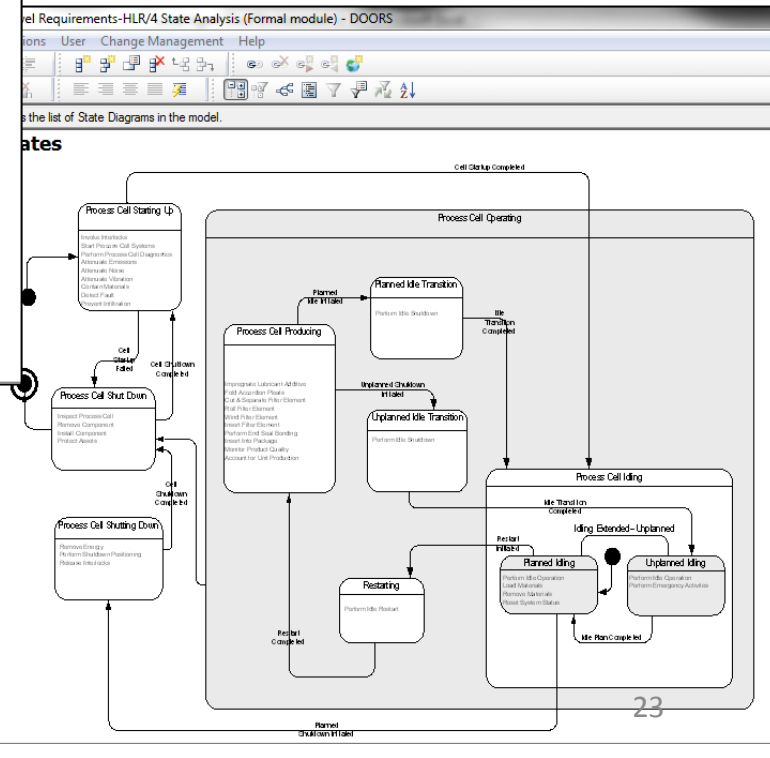 vel Requirements-HLR/4 State Analysis (Formal module) - DOORS
ions User Change Management Help
s the list of State Diagrams in the model.
ates
Cell Startup Completed
Process Cell Starting Up
Invoke Interlocks
Start Process Cell Systems
Perform Process Cell Diagnostics
Attenuate Emissions
Attenuate Noise
Attenuate Vibration
Contain Materials
Detect Fault
Prevent Infiltration
Process Cell Operating
Planned Idle Transition
Perform Idle Shutdown
Planned
Idle Initiated
Idle
Transition
Completed
Process Cell Producing
Impregnate Lubricant Additive
Fold Accordion Pleats
Cut & Separate Filter Element
Roll Filter Element
Wind Filter Element
Insert Filter Element
Perform End Seal Bonding
Insert Into Package
Monitor Product Quality
Account for Unit Production
Unplanned Shutdown
Initiated
Unplanned Idle Transition
Perform Idle Shutdown
Cell
Startup
Failed
Cell Shutdown
Completed
Process Cell Shut Down
Inspect Process Cell
Remove Component
Install Component
Protect Assets
Cell
Shutdown
Completed
Process Cell Shutting Down
Remove Energy
Perform Shutdown Positioning
Release Interlocks
Process Cell Idling
Idle Transition
Completed
Idling Extended--Unplanned
Restart
Initiated
Planned Idling
Perform Idle Operation
Load Materials
Remove Materials
Reset System Status
Unplanned Idling
Perform Idle Operation
Perform Emergency Activities
Idle Plan Completed
Restarting
Perform Idle Restart
Restart
Completed
Planned
Shutdown Initiated
23